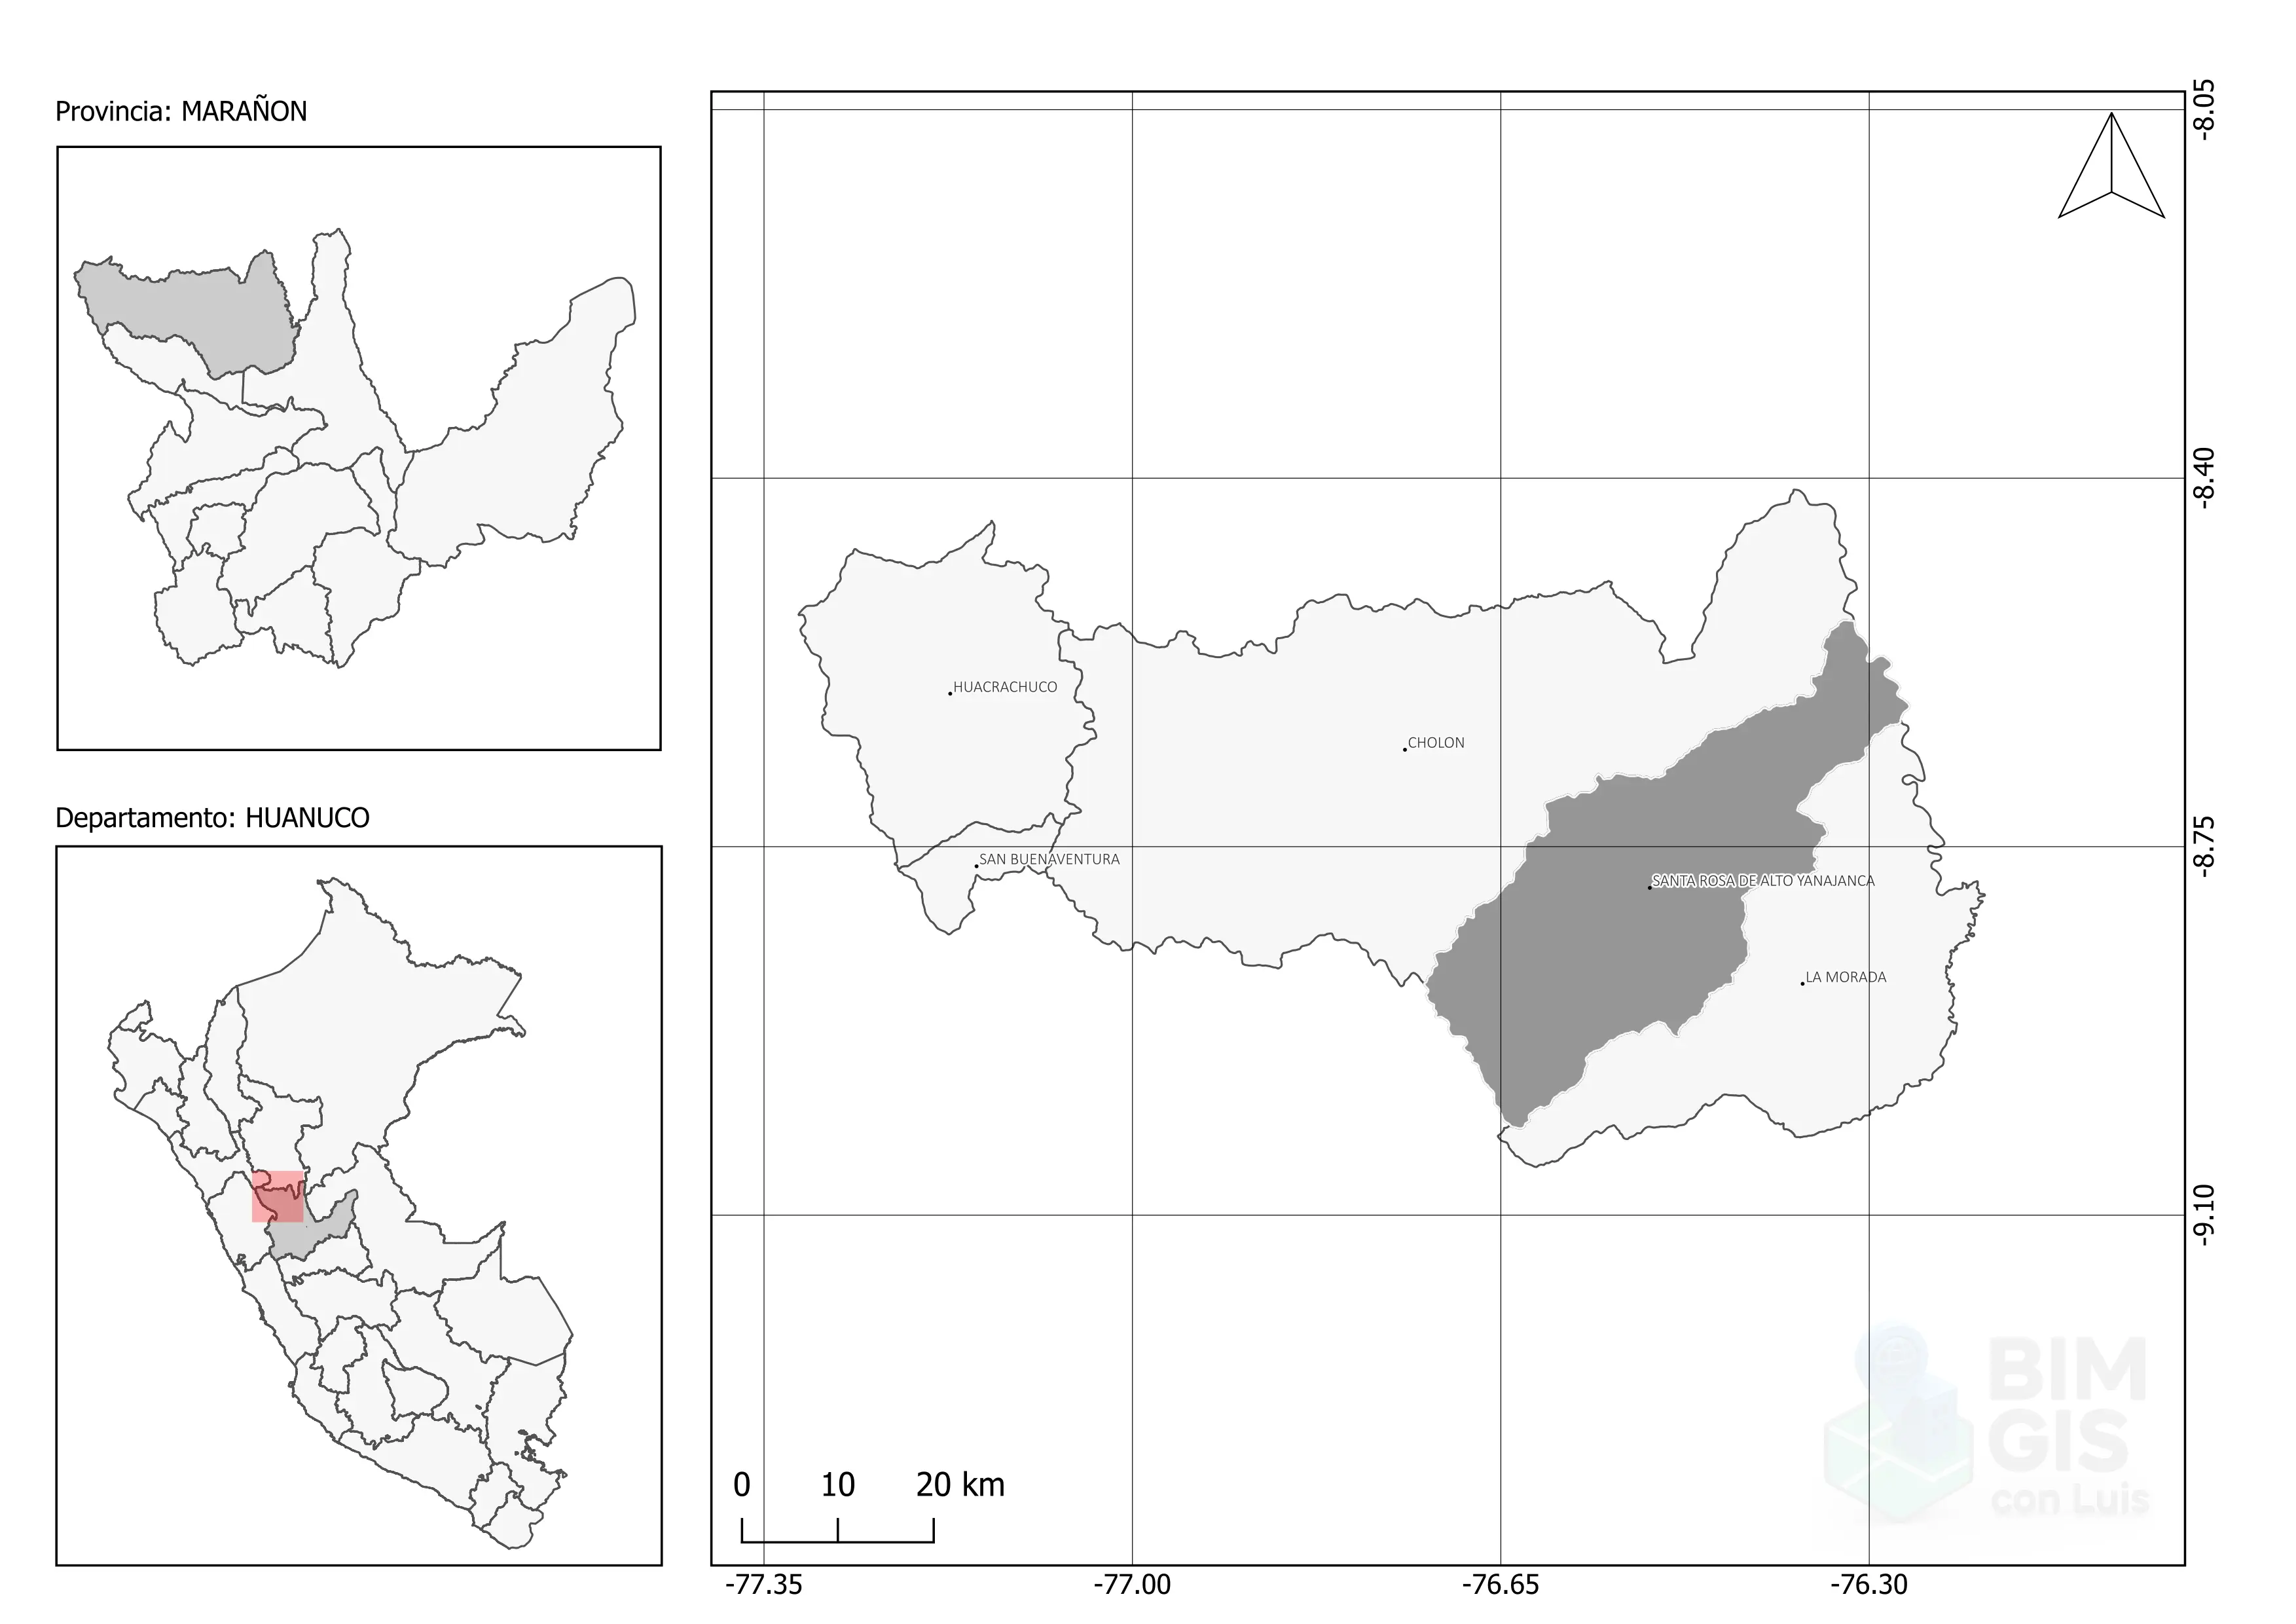 Provincia: MARAÑON
Departamento: HUANUCO
HUACRACHUCO
CHOLON
SAN BUENAVENTURA
SANTA ROSA DE ALTO YANAJANCA
LA MORADA
-8.05
-8.40
-8.75
-9.10
0 10 20 km
BIM
GIS
con Luis
-77.35 -77.00 -76.65 -76.30